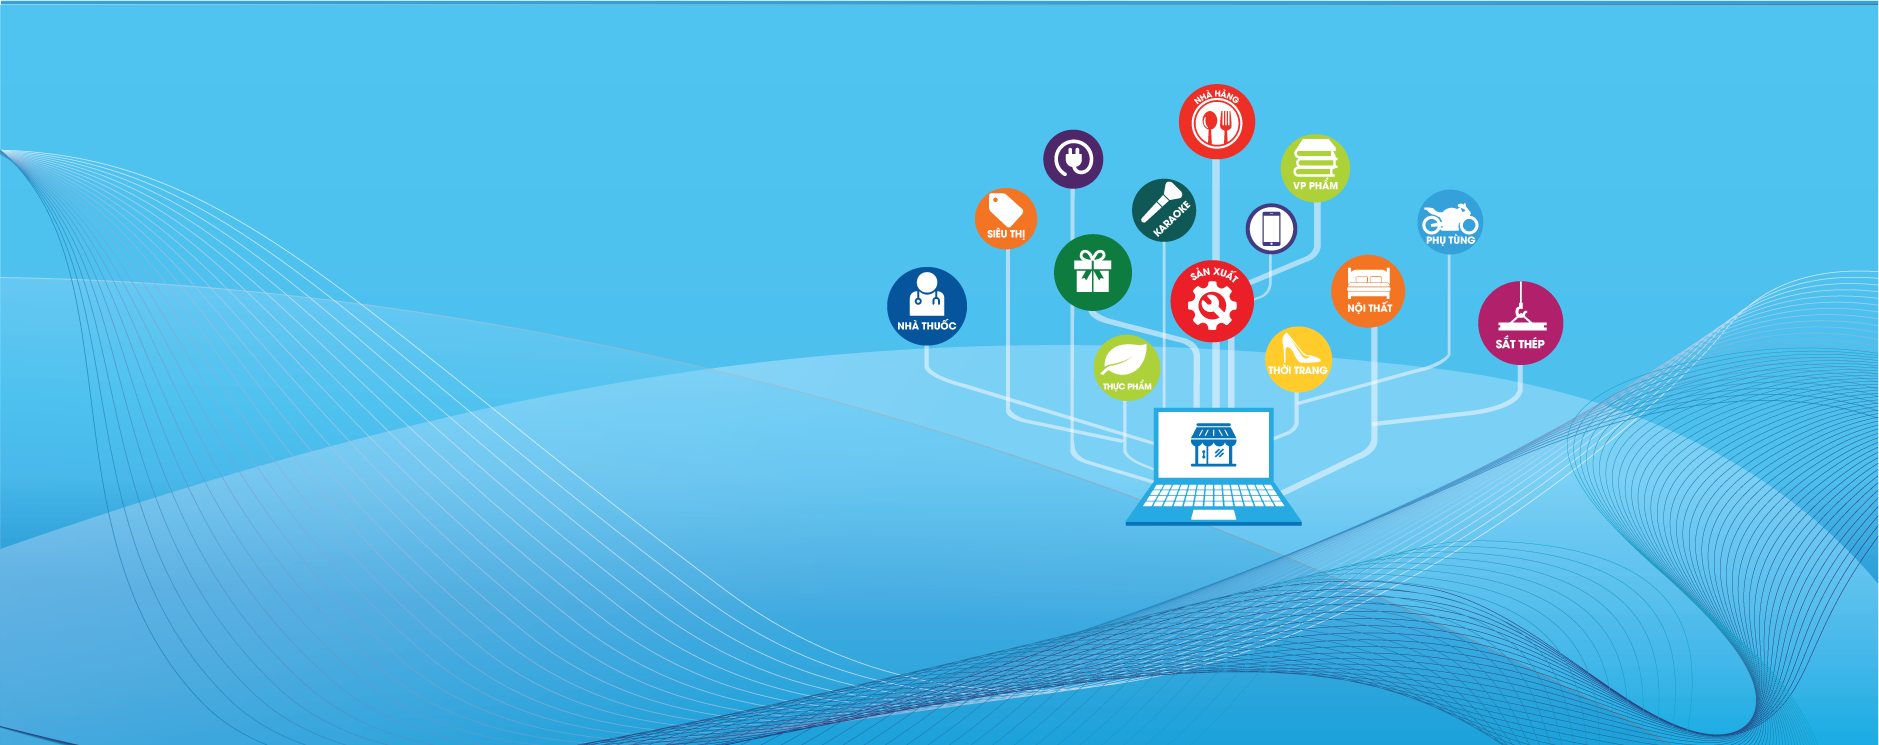 NHÀ HÀNG
VP PHẨM
KARAOKE
SIÊU THỊ
PHỤ TÙNG
SẢN XUẤT
NỘI THẤT
NHÀ THUỐC
SẮT THÉP
THỜI TRANG
THỰC PHẨM